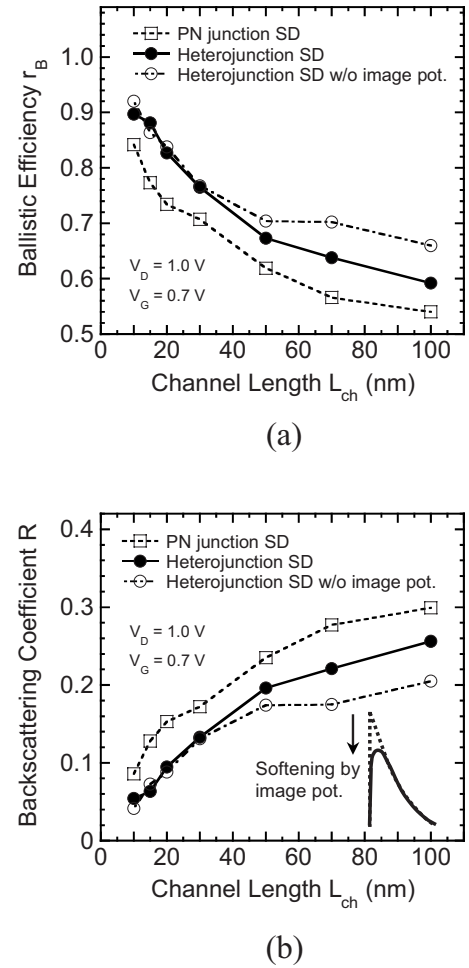 PN junction SD
Heterojunction SD
Heterojunction SD w/o image pot.
1.0
0.9
0.8
0.7
0.6
0.5
Ballistic Efficiency r_B
V_D = 1.0 V
V_G = 0.7 V
0 20 40 60 80 100
Channel Length L_ch (nm)
(a)
PN junction SD
Heterojunction SD
Heterojunction SD w/o image pot.
0.4
0.3
0.2
0.1
0
Backscattering Coefficient R
V_D = 1.0 V
V_G = 0.7 V
Softening by
image pot.
0 20 40 60 80 100
Channel Length L_ch (nm)
(b)